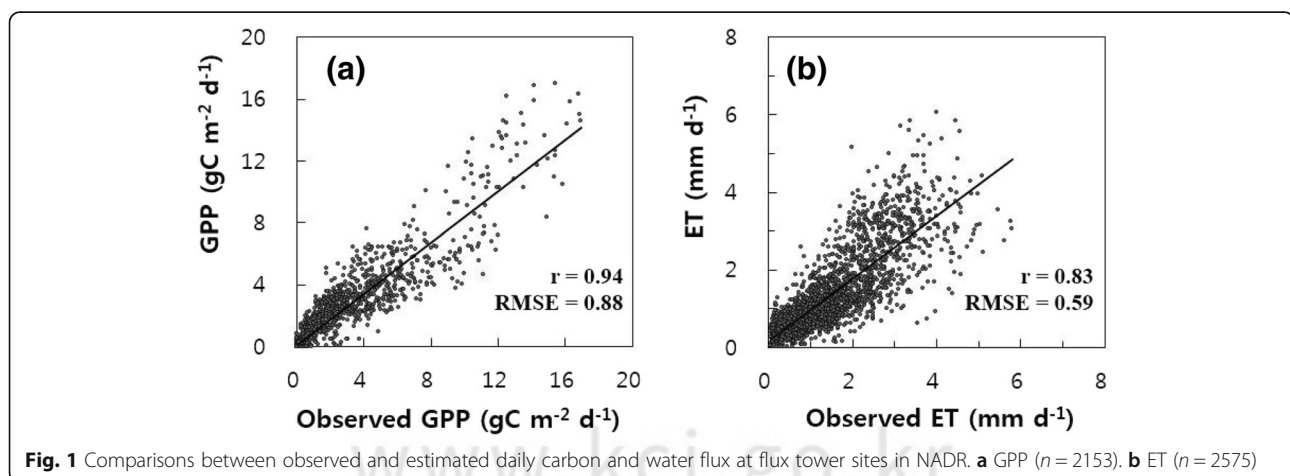 (a)
GPP (gC m-2 d-1)
20
16
12
8
4
0
r = 0.94
RMSE = 0.88
0 4 8 12 16 20
Observed GPP (gC m-2 d-1)
(b)
ET (mm d-1)
8
6
4
2
0
r = 0.83
RMSE = 0.59
0 2 4 6 8
Observed ET (mm d-1)
www.kci.go.kr
Fig. 1 Comparisons between observed and estimated daily carbon and water flux at flux tower sites in NADR. a GPP (n = 2153). b ET (n = 2575)